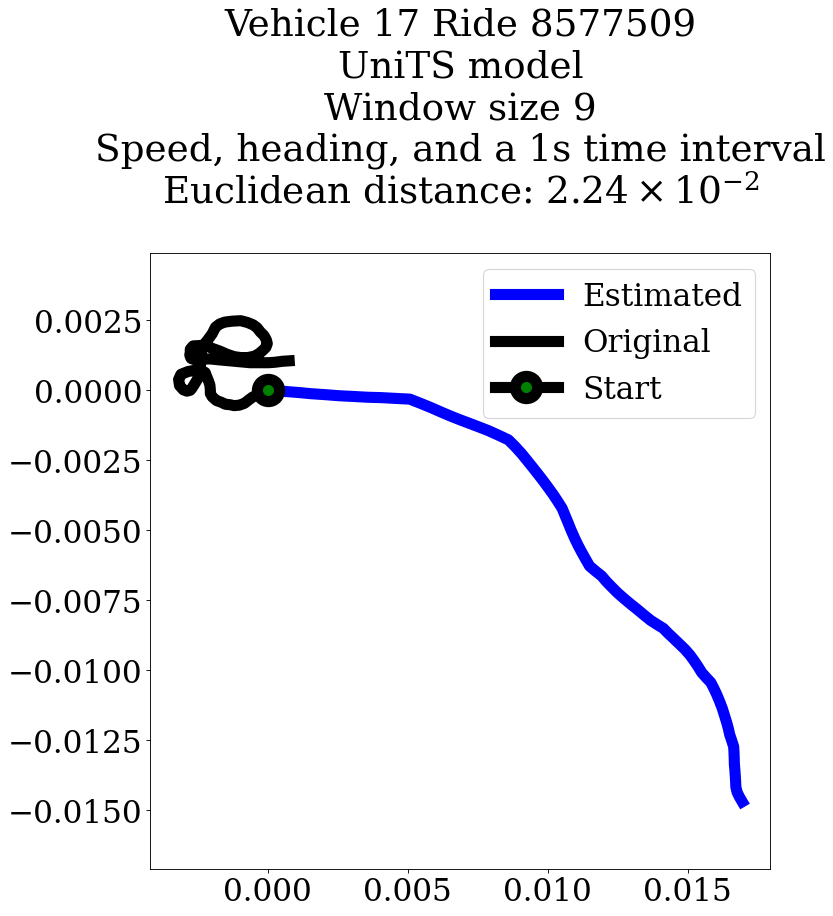 Vehicle 17 Ride 8577509
UniTS model
Window size 9
Speed, heading, and a 1s time interval
Euclidean distance: 2.24 × 10⁻²
Estimated
Original
Start
0.0025
0.0000
−0.0025
−0.0050
−0.0075
−0.0100
−0.0125
−0.0150
0.000 0.005 0.010 0.015